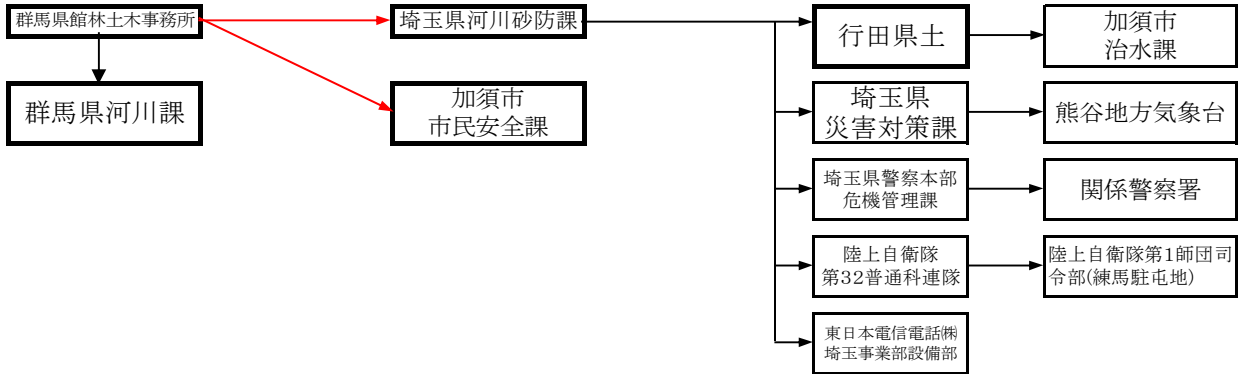 群馬県館林土木事務所
群馬県河川課
埼玉県河川砂防課
加須市
市民安全課
行田県土
加須市
治水課
埼玉県
災害対策課
熊谷地方気象台
埼玉県警察本部
危機管理課
関係警察署
陸上自衛隊
第32普通科連隊
陸上自衛隊第1師団司
令部(練馬駐屯地)
東日本電信電話㈱
埼玉事業部設備部